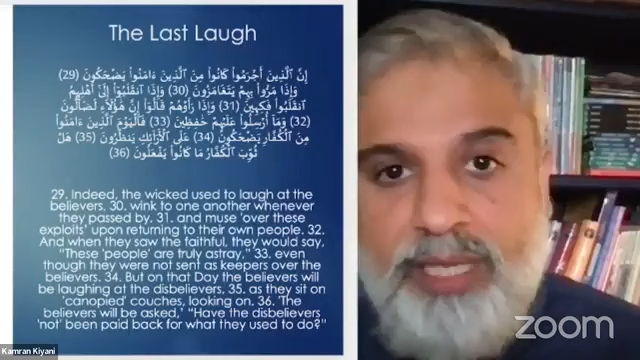 The Last Laugh
إِنَّ ٱلَّذِينَ أَجْرَمُوا۟ كَانُوا۟ مِنَ ٱلَّذِينَ ءَامَنُوا۟ يَضْحَكُونَ (29)
وَإِذَا مَرُّوا۟ بِهِمْ يَتَغَامَزُونَ (30) وَإِذَا ٱنقَلَبُوٓا۟ إِلَىٰٓ أَهْلِهِمُ
ٱنقَلَبُوا۟ فَكِهِينَ (31) وَإِذَا رَأَوْهُمْ قَالُوٓا۟ إِنَّ هَٰٓؤُلَآءِ لَضَآلُّونَ
(32) وَمَآ أُرْسِلُوا۟ عَلَيْهِمْ حَٰفِظِينَ (33) فَٱلْيَوْمَ ٱلَّذِينَ ءَامَنُوا۟
مِنَ ٱلْكُفَّارِ يَضْحَكُونَ (34) عَلَى ٱلْأَرَآئِكِ يَنظُرُونَ (35) هَلْ
ثُوِّبَ ٱلْكُفَّارُ مَا كَانُوا۟ يَفْعَلُونَ (36)
29. Indeed, the wicked used to laugh at the
believers, 30. wink to one another whenever
they passed by, 31. and muse ‘over these
exploits’ upon returning to their own people. 32.
And when they saw the faithful, they would say,
“These ‘people’ are truly astray,” 33. even
though they were not sent as keepers over the
believers. 34. But on that Day the believers will
be laughing at the disbelievers, 35. as they sit on
‘canopied’ couches, looking on. 36. ‘The
believers will be asked,’ “Have the disbelievers
‘not’ been paid back for what they used to do?”
Kamran Kiyani
zoom